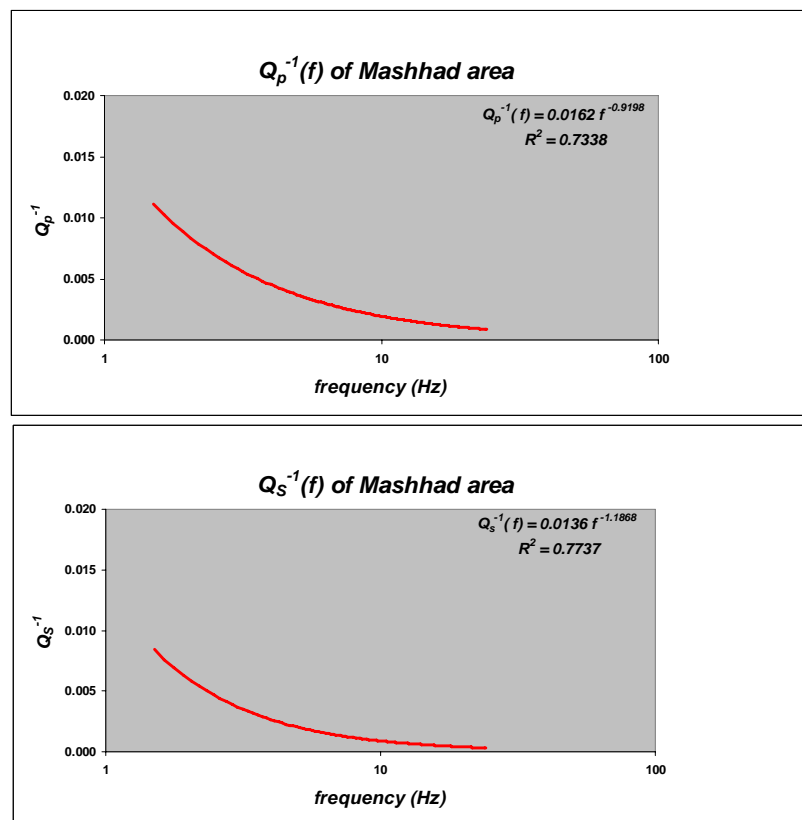 Qp⁻¹(f) of Mashhad area
0.020
Qp⁻¹(f) = 0.0162 f⁻⁰·⁹¹⁹⁸
R² = 0.7338
0.015
0.010
Qp⁻¹
0.005
0.000
1 10 100
frequency (Hz)
QS⁻¹(f) of Mashhad area
0.020
Qs⁻¹(f) = 0.0136 f⁻¹·¹⁸⁶⁸
R² = 0.7737
0.015
0.010
QS⁻¹
0.005
0.000
1 10 100
frequency (Hz)